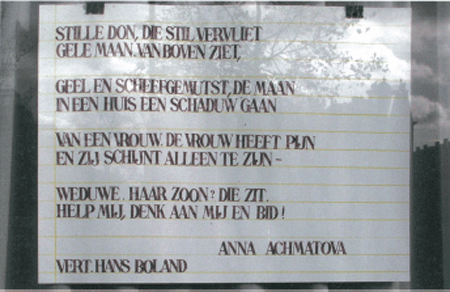 STILLE DON, DIE STIL VERVLIET
GELE MAAN. VAN BOVEN ZIET,
GEEL EN SCHEEFGEMUTST, DE MAAN
IN EEN HUIS EEN SCHADUW GAAN
VAN EEN VROUW. DE VROUW HEEFT PIJN
EN ZIJ SCHIJNT ALLEEN TE ZIJN -
WEDUWE. HAAR ZOON? DIE ZIT.
HELP MIJ, DENK AAN MIJ EN BID!
ANNA ACHMATOVA
VERT. HANS BOLAND